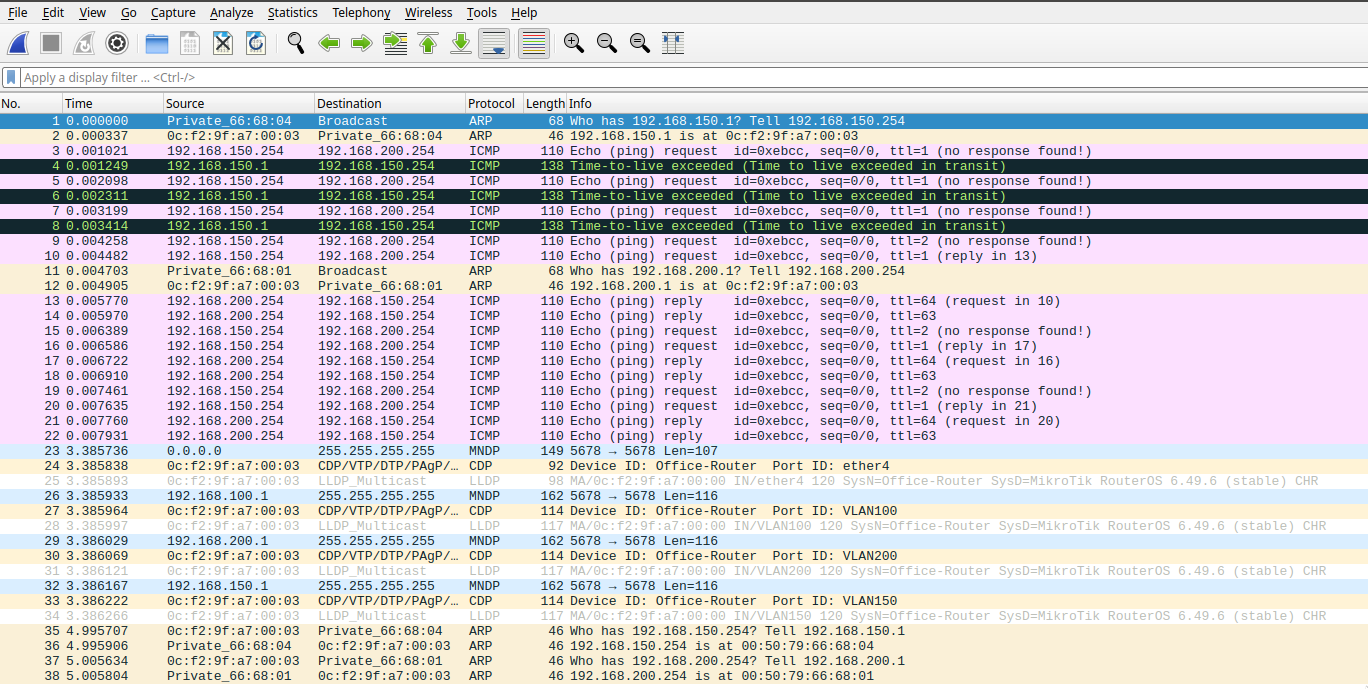 File Edit View Go Capture Analyze Statistics Telephony Wireless Tools Help
Apply a display filter ... <Ctrl-/>
No. Time Source Destination Protocol Length Info
1 0.000000 Private_66:68:04 Broadcast ARP 68 Who has 192.168.150.1? Tell 192.168.150.254
2 0.000337 0c:f2:9f:a7:00:03 Private_66:68:04 ARP 46 192.168.150.1 is at 0c:f2:9f:a7:00:03
3 0.001021 192.168.150.254 192.168.200.254 ICMP 110 Echo (ping) request id=0xebcc, seq=0/0, ttl=1 (no response found!)
4 0.001249 192.168.150.1 192.168.150.254 ICMP 138 Time-to-live exceeded (Time to live exceeded in transit)
5 0.002098 192.168.150.254 192.168.200.254 ICMP 110 Echo (ping) request id=0xebcc, seq=0/0, ttl=1 (no response found!)
6 0.002311 192.168.150.1 192.168.150.254 ICMP 138 Time-to-live exceeded (Time to live exceeded in transit)
7 0.003199 192.168.150.254 192.168.200.254 ICMP 110 Echo (ping) request id=0xebcc, seq=0/0, ttl=1 (no response found!)
8 0.003414 192.168.150.1 192.168.150.254 ICMP 138 Time-to-live exceeded (Time to live exceeded in transit)
9 0.004258 192.168.150.254 192.168.200.254 ICMP 110 Echo (ping) request id=0xebcc, seq=0/0, ttl=2 (no response found!)
10 0.004482 192.168.150.254 192.168.200.254 ICMP 110 Echo (ping) request id=0xebcc, seq=0/0, ttl=1 (reply in 13)
11 0.004703 Private_66:68:01 Broadcast ARP 68 Who has 192.168.200.1? Tell 192.168.200.254
12 0.004905 0c:f2:9f:a7:00:03 Private_66:68:01 ARP 46 192.168.200.1 is at 0c:f2:9f:a7:00:03
13 0.005770 192.168.200.254 192.168.150.254 ICMP 110 Echo (ping) reply id=0xebcc, seq=0/0, ttl=64 (request in 10)
14 0.005970 192.168.200.254 192.168.150.254 ICMP 110 Echo (ping) reply id=0xebcc, seq=0/0, ttl=63
15 0.006389 192.168.150.254 192.168.200.254 ICMP 110 Echo (ping) request id=0xebcc, seq=0/0, ttl=2 (no response found!)
16 0.006586 192.168.150.254 192.168.200.254 ICMP 110 Echo (ping) request id=0xebcc, seq=0/0, ttl=1 (reply in 17)
17 0.006722 192.168.200.254 192.168.150.254 ICMP 110 Echo (ping) reply id=0xebcc, seq=0/0, ttl=64 (request in 16)
18 0.006910 192.168.200.254 192.168.150.254 ICMP 110 Echo (ping) reply id=0xebcc, seq=0/0, ttl=63
19 0.007461 192.168.150.254 192.168.200.254 ICMP 110 Echo (ping) request id=0xebcc, seq=0/0, ttl=2 (no response found!)
20 0.007635 192.168.150.254 192.168.200.254 ICMP 110 Echo (ping) request id=0xebcc, seq=0/0, ttl=1 (reply in 21)
21 0.007760 192.168.200.254 192.168.150.254 ICMP 110 Echo (ping) reply id=0xebcc, seq=0/0, ttl=64 (request in 20)
22 0.007931 192.168.200.254 192.168.150.254 ICMP 110 Echo (ping) reply id=0xebcc, seq=0/0, ttl=63
23 3.385736 0.0.0.0 255.255.255.255 MNDP 149 5678 → 5678 Len=107
24 3.385838 0c:f2:9f:a7:00:03 CDP/VTP/DTP/PAgP/… CDP 92 Device ID: Office-Router Port ID: ether4
25 3.385893 0c:f2:9f:a7:00:03 LLDP_Multicast LLDP 98 MA/0c:f2:9f:a7:00:00 IN/ether4 120 SysN=Office-Router SysD=MikroTik RouterOS 6.49.6 (stable) CHR
26 3.385933 192.168.100.1 255.255.255.255 MNDP 162 5678 → 5678 Len=116
27 3.385964 0c:f2:9f:a7:00:03 CDP/VTP/DTP/PAgP/… CDP 114 Device ID: Office-Router Port ID: VLAN100
28 3.385997 0c:f2:9f:a7:00:03 LLDP_Multicast LLDP 117 MA/0c:f2:9f:a7:00:00 IN/VLAN100 120 SysN=Office-Router SysD=MikroTik RouterOS 6.49.6 (stable) CHR
29 3.386029 192.168.200.1 255.255.255.255 MNDP 162 5678 → 5678 Len=116
30 3.386069 0c:f2:9f:a7:00:03 CDP/VTP/DTP/PAgP/… CDP 114 Device ID: Office-Router Port ID: VLAN200
31 3.386121 0c:f2:9f:a7:00:03 LLDP_Multicast LLDP 117 MA/0c:f2:9f:a7:00:00 IN/VLAN200 120 SysN=Office-Router SysD=MikroTik RouterOS 6.49.6 (stable) CHR
32 3.386167 192.168.150.1 255.255.255.255 MNDP 162 5678 → 5678 Len=116
33 3.386222 0c:f2:9f:a7:00:03 CDP/VTP/DTP/PAgP/… CDP 114 Device ID: Office-Router Port ID: VLAN150
34 3.386266 0c:f2:9f:a7:00:03 LLDP_Multicast LLDP 117 MA/0c:f2:9f:a7:00:00 IN/VLAN150 120 SysN=Office-Router SysD=MikroTik RouterOS 6.49.6 (stable) CHR
35 4.995707 0c:f2:9f:a7:00:03 Private_66:68:04 ARP 46 Who has 192.168.150.254? Tell 192.168.150.1
36 4.995906 Private_66:68:04 0c:f2:9f:a7:00:03 ARP 46 192.168.150.254 is at 00:50:79:66:68:04
37 5.005634 0c:f2:9f:a7:00:03 Private_66:68:01 ARP 46 Who has 192.168.200.254? Tell 192.168.200.1
38 5.005804 Private_66:68:01 0c:f2:9f:a7:00:03 ARP 46 192.168.200.254 is at 00:50:79:66:68:01